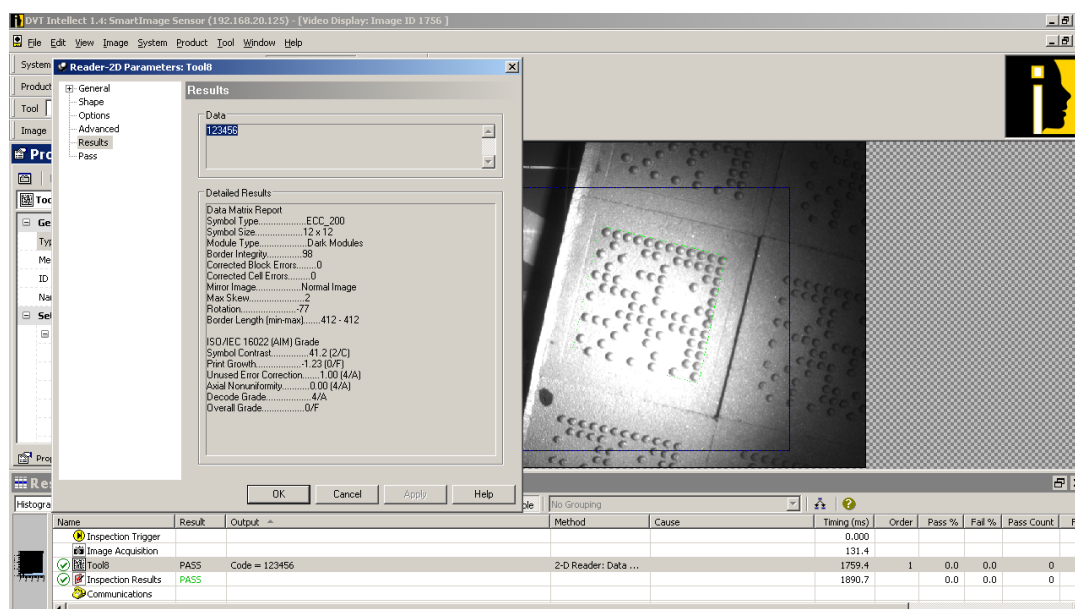 DVT Intellect 1.4: SmartImage Sensor (192.168.20.125) - [Video Display: Image ID 1756 ]
File Edit View Image System Product Tool Window Help
System
Product
Tool
Image
Reader-2D Parameters: Tool8
General
Shape
Options
Advanced
Results
Pass
Results
Data
123456
Detailed Results
Data Matrix Report
Symbol Type...................ECC_200
Symbol Size..................12 x 12
Module Type...................Dark Modules
Border Integrity..............98
Corrected Block Errors........0
Corrected Cell Errors.........0
Mirror Image..................Normal Image
Max Skew......................2
Rotation......................-77
Border Length (min-max).......412 - 412
ISO/IEC 16022 (AIM) Grade
Symbol Contrast...............41.2 (2/C)
Print Growth..................-1.23 (0/F)
Unused Error Correction.......1.00 (4/A)
Axial Nonuniformity...........0.00 (4/A)
Decode Grade..................4/A
Overall Grade.................0/F
OK Cancel Apply Help
ID
No Grouping
Name Result Output Method Cause Timing (ms) Order Pass % Fail % Pass Count
Inspection Trigger 0.000
Image Acquisition 131.4
Tool8 PASS Code = 123456 2-D Reader: Data ... 1759.4 1 0.0 0.0 0
Inspection Results PASS 1890.7 0.0 0.0 0
Communications